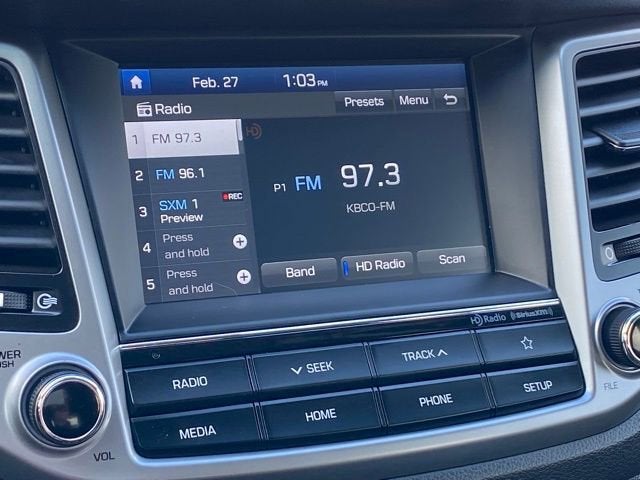 Feb. 27 1:03 PM
Radio Presets Menu
1 FM 97.3
2 FM 96.1
3 SXM 1 REC
Preview
4 Press
and hold
5 Press
and hold
HD
P1 FM 97.3
KBCO-FM
Band HD Radio Scan
HD Radio SiriusXM
RADIO SEEK TRACK
MEDIA HOME PHONE SETUP
POWER
PUSH
VOL
FILE
0